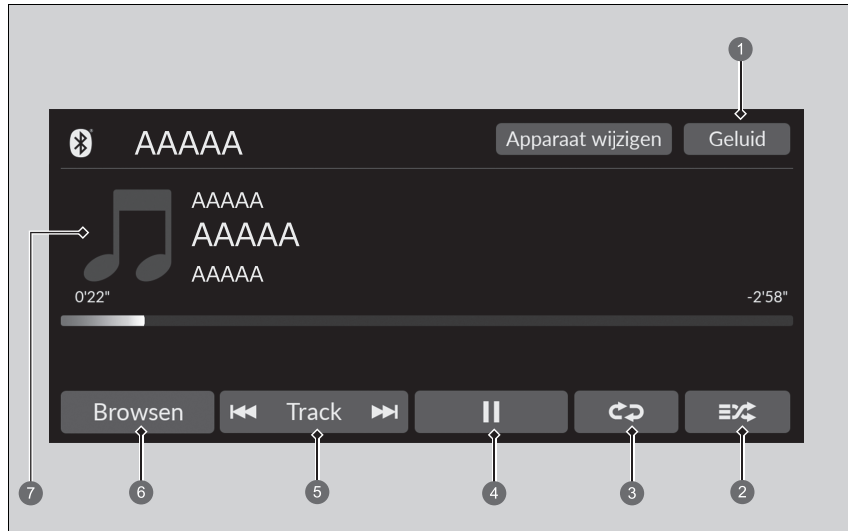 1
AAAAA
Apparaat wijzigen
Geluid
AAAAA
AAAAA
AAAAA
0'22"
-2'58"
Browsen
Track
7
6
5
4
3
2